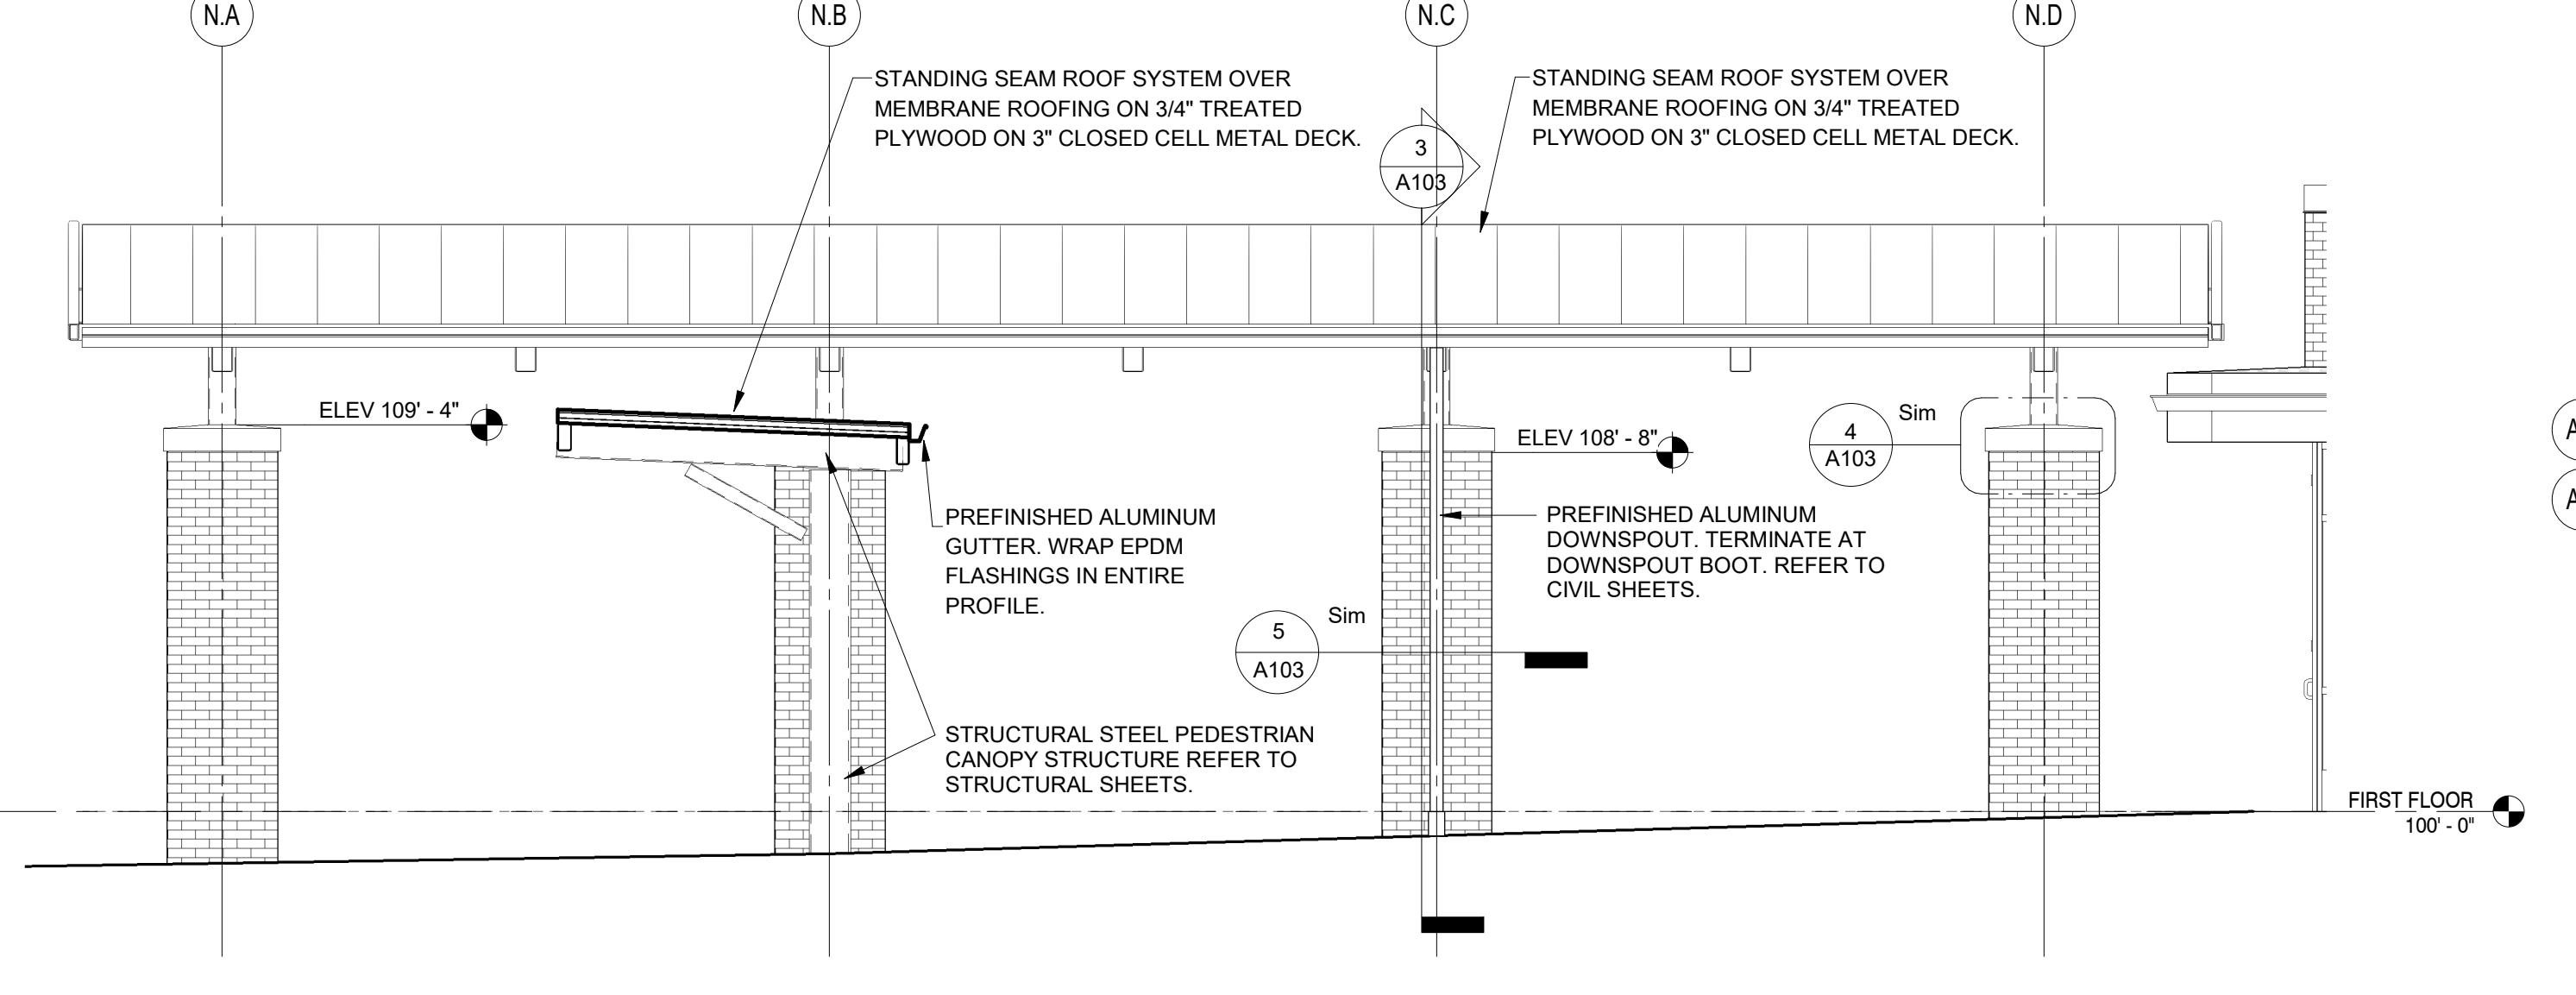 N.A
N.B
N.C
N.D
STANDING SEAM ROOF SYSTEM OVER
MEMBRANE ROOFING ON 3/4" TREATED
PLYWOOD ON 3" CLOSED CELL METAL DECK.
3
A103
STANDING SEAM ROOF SYSTEM OVER
MEMBRANE ROOFING ON 3/4" TREATED
PLYWOOD ON 3" CLOSED CELL METAL DECK.
ELEV 109' - 4"
ELEV 108' - 8"
4
A103
Sim
PREFINISHED ALUMINUM
GUTTER. WRAP EPDM
FLASHINGS IN ENTIRE
PROFILE.
PREFINISHED ALUMINUM
DOWNSPOUT. TERMINATE AT
DOWNSPOUT BOOT. REFER TO
CIVIL SHEETS.
5
A103
Sim
STRUCTURAL STEEL PEDESTRIAN
CANOPY STRUCTURE REFER TO
STRUCTURAL SHEETS.
FIRST FLOOR
100' - 0"